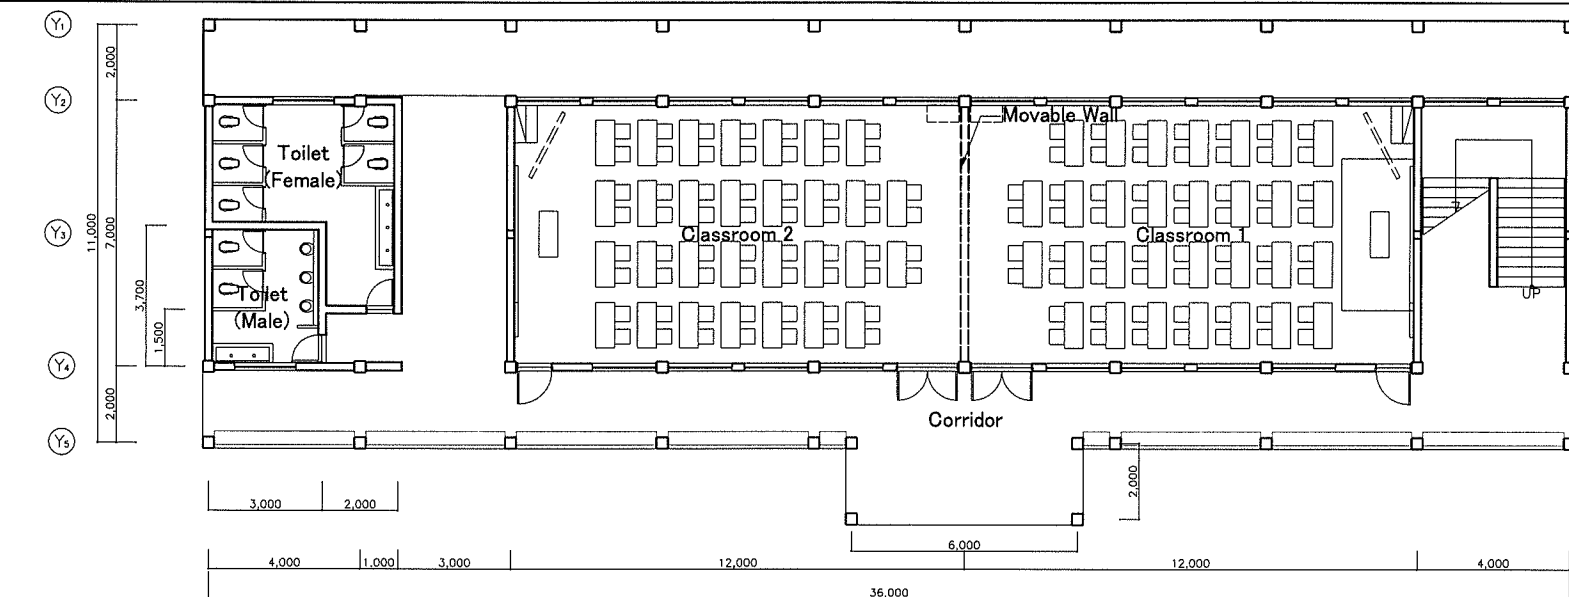 Y1
2,000
Y2
Movable Wall
Toilet
(Female)
Y3
11,000
7,000
Classroom 2
Classroom 1
3,700
Toilet
(Male)
1,500
UP
Y4
2,000
Corridor
Y5
2,000
3,000
2,000
6,000
4,000
1,000
3,000
12,000
12,000
4,000
36,000